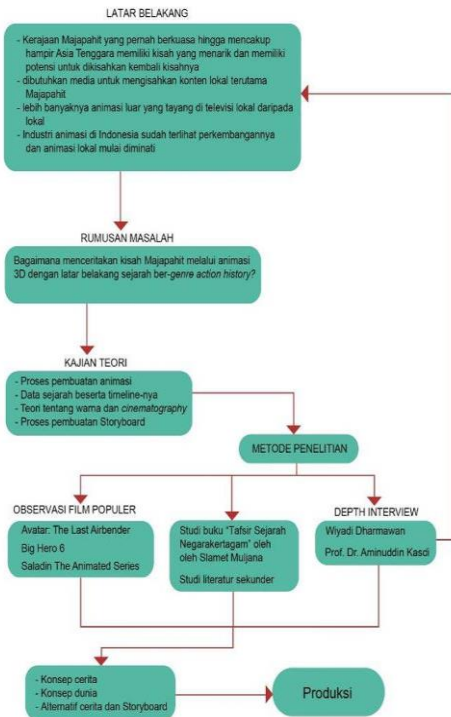 LATAR BELAKANG
- Kerajaan Majapahit yang pernah berkuasa hingga mencakup
hampir Asia Tenggara memiliki kisah yang menarik dan memiliki
potensi untuk dikisahkan kembali kisahnya
- dibutuhkan media untuk mengisahkan konten lokal terutama
Majapahit
- lebih banyaknya animasi luar yang tayang di televisi lokal daripada
lokal
- Industri animasi di Indonesia sudah terlihat perkembangannya
dan animasi lokal mulai diminati
RUMUSAN MASALAH
Bagaimana menceritakan kisah Majapahit melalui animasi
3D dengan latar belakang sejarah ber-genre action history?
KAJIAN TEORI
- Proses pembuatan animasi
- Data sejarah beserta timeline-nya
- Teori tentang warna dan cinematography
- Proses pembuatan Storyboard
METODE PENELITIAN
OBSERVASI FILM POPULER
Avatar: The Last Airbender
Big Hero 6
Saladin The Animated Series
Studi buku "Tafsir Sejarah
Negarakertagam" oleh
oleh Slamet Muljana
Studi literatur sekunder
DEPTH INTERVIEW
Wiyadi Dharmawan
Prof. Dr. Aminuddin Kasdi
- Konsep cerita
- Konsep dunia
- Alternatif cerita dan Storyboard
Produksi